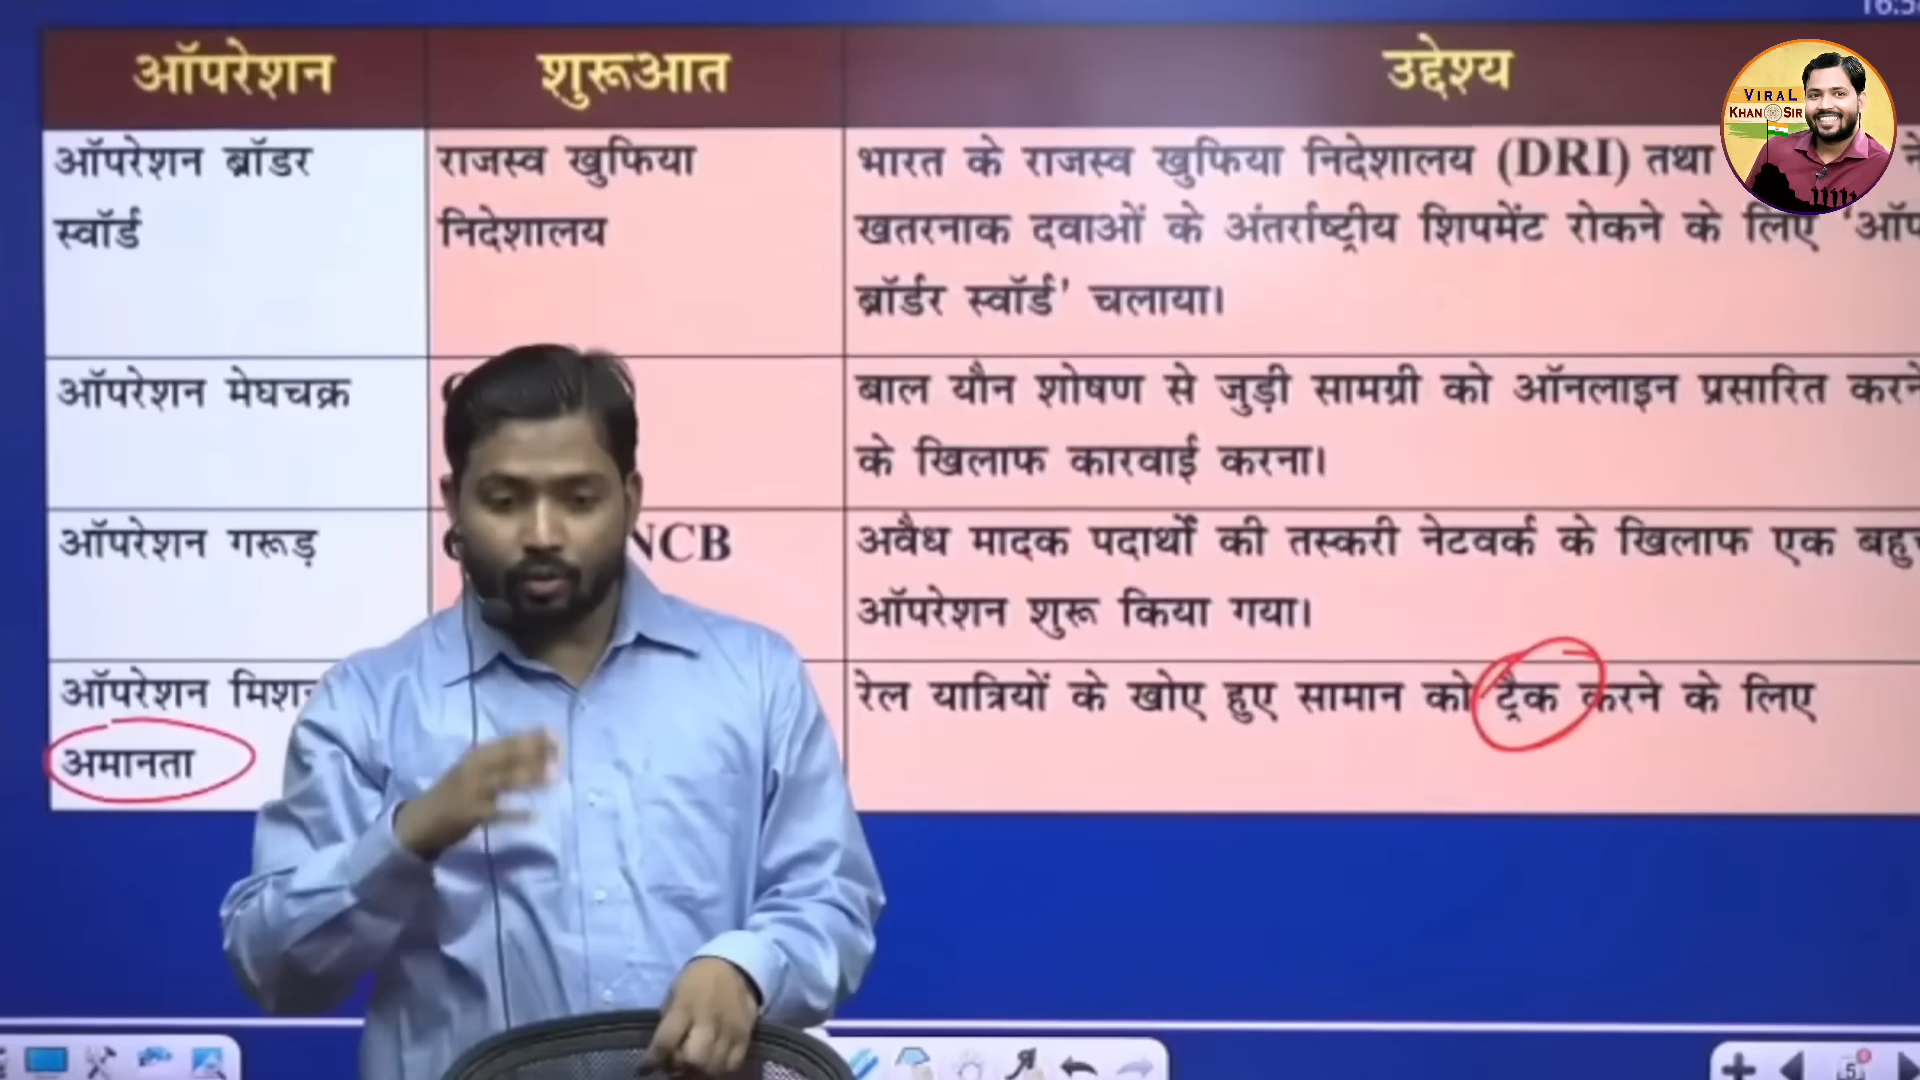 ऑपरेशन
शुरूआत
उद्देश्य
ऑपरेशन ब्रॉडर
स्वॉर्ड
राजस्व खुफिया
निदेशालय
भारत के राजस्व खुफिया निदेशालय (DRI) तथा
खतरनाक दवाओं के अंतर्राष्ट्रीय शिपमेंट रोकने के लिए
ब्रॉर्डर स्वॉर्ड' चलाया।
ऑपरेशन मेघचक्र
बाल यौन शोषण से जुड़ी सामग्री को ऑनलाइन प्रसारित करने
के खिलाफ कारवाई करना।
ऑपरेशन गरूड़
NCB
अवैध मादक पदार्थों की तस्करी नेटवर्क के खिलाफ एक
ऑपरेशन शुरू किया गया।
ऑपरेशन
अमानता
रेल यात्रियों के खोए हुए सामान को ट्रैक करने के लिए
VIRAL
KHAN SIR